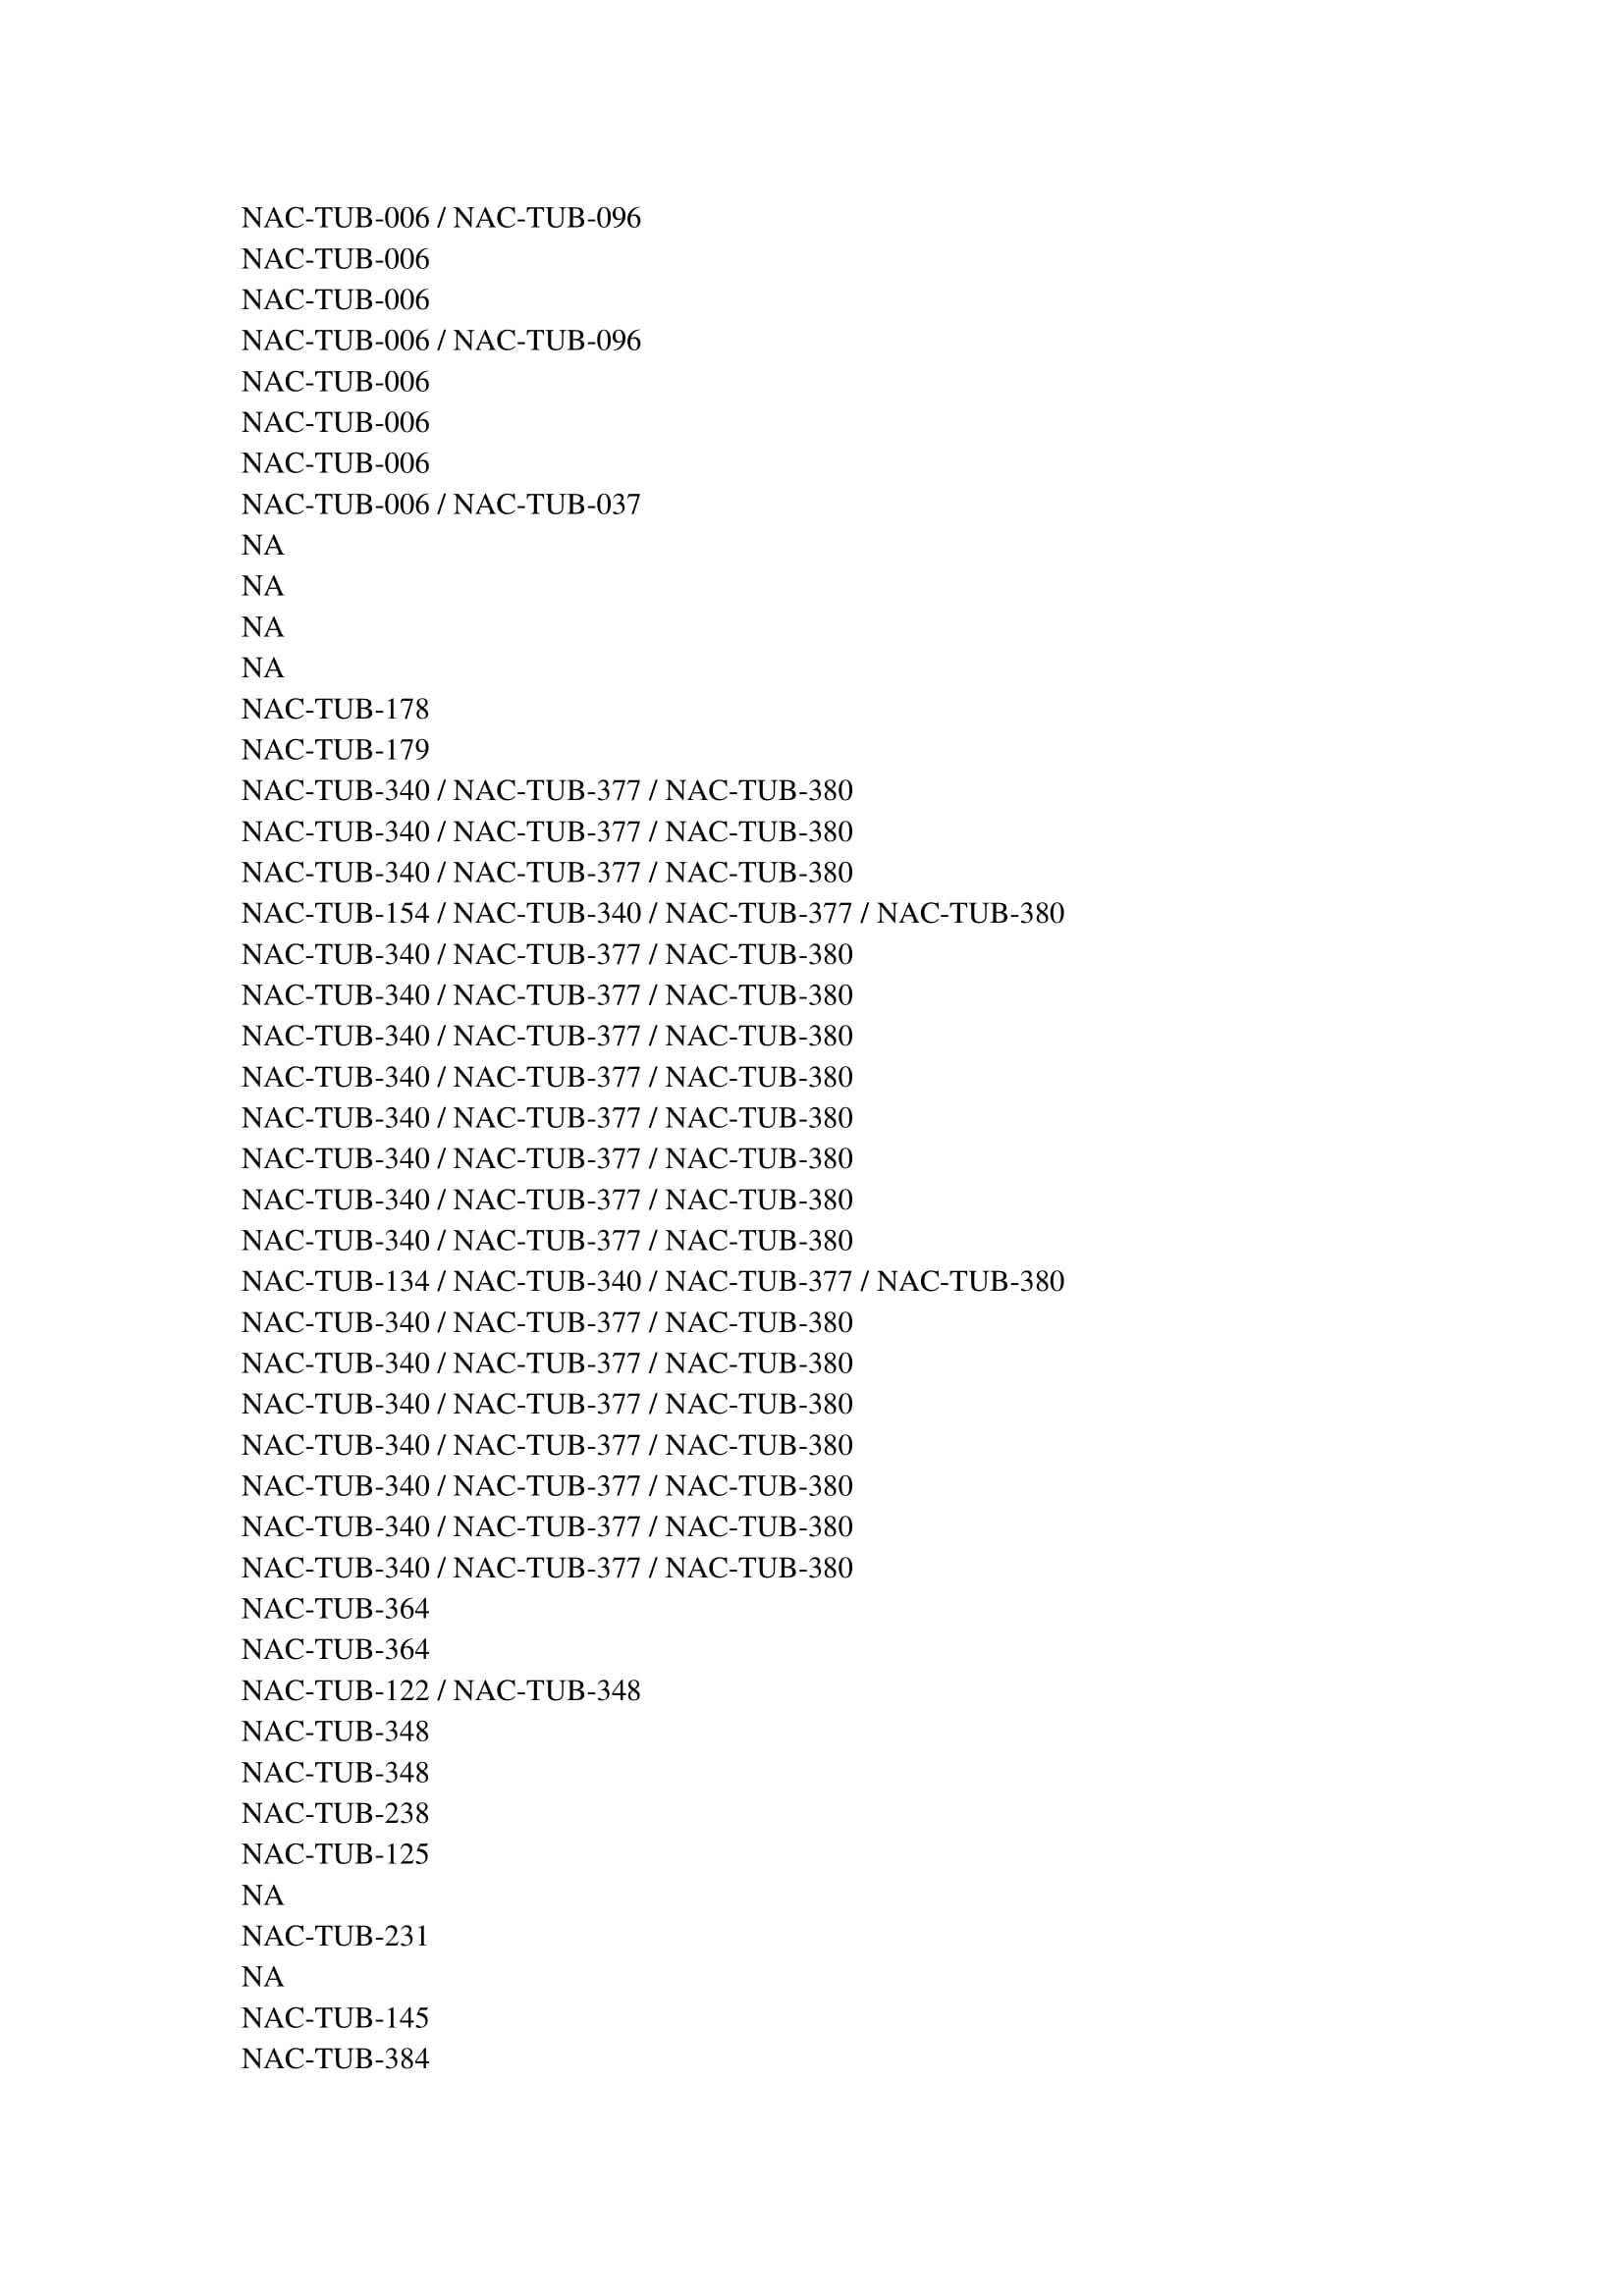 NAC-TUB-006 / NAC-TUB-096
NAC-TUB-006
NAC-TUB-006
NAC-TUB-006 / NAC-TUB-096
NAC-TUB-006
NAC-TUB-006
NAC-TUB-006
NAC-TUB-006 / NAC-TUB-037
NA
NA
NA
NA
NAC-TUB-178
NAC-TUB-179
NAC-TUB-340 / NAC-TUB-377 / NAC-TUB-380
NAC-TUB-340 / NAC-TUB-377 / NAC-TUB-380
NAC-TUB-340 / NAC-TUB-377 / NAC-TUB-380
NAC-TUB-154 / NAC-TUB-340 / NAC-TUB-377 / NAC-TUB-380
NAC-TUB-340 / NAC-TUB-377 / NAC-TUB-380
NAC-TUB-340 / NAC-TUB-377 / NAC-TUB-380
NAC-TUB-340 / NAC-TUB-377 / NAC-TUB-380
NAC-TUB-340 / NAC-TUB-377 / NAC-TUB-380
NAC-TUB-340 / NAC-TUB-377 / NAC-TUB-380
NAC-TUB-340 / NAC-TUB-377 / NAC-TUB-380
NAC-TUB-340 / NAC-TUB-377 / NAC-TUB-380
NAC-TUB-340 / NAC-TUB-377 / NAC-TUB-380
NAC-TUB-134 / NAC-TUB-340 / NAC-TUB-377 / NAC-TUB-380
NAC-TUB-340 / NAC-TUB-377 / NAC-TUB-380
NAC-TUB-340 / NAC-TUB-377 / NAC-TUB-380
NAC-TUB-340 / NAC-TUB-377 / NAC-TUB-380
NAC-TUB-340 / NAC-TUB-377 / NAC-TUB-380
NAC-TUB-340 / NAC-TUB-377 / NAC-TUB-380
NAC-TUB-340 / NAC-TUB-377 / NAC-TUB-380
NAC-TUB-340 / NAC-TUB-377 / NAC-TUB-380
NAC-TUB-364
NAC-TUB-364
NAC-TUB-122 / NAC-TUB-348
NAC-TUB-348
NAC-TUB-348
NAC-TUB-238
NAC-TUB-125
NA
NAC-TUB-231
NA
NAC-TUB-145
NAC-TUB-384